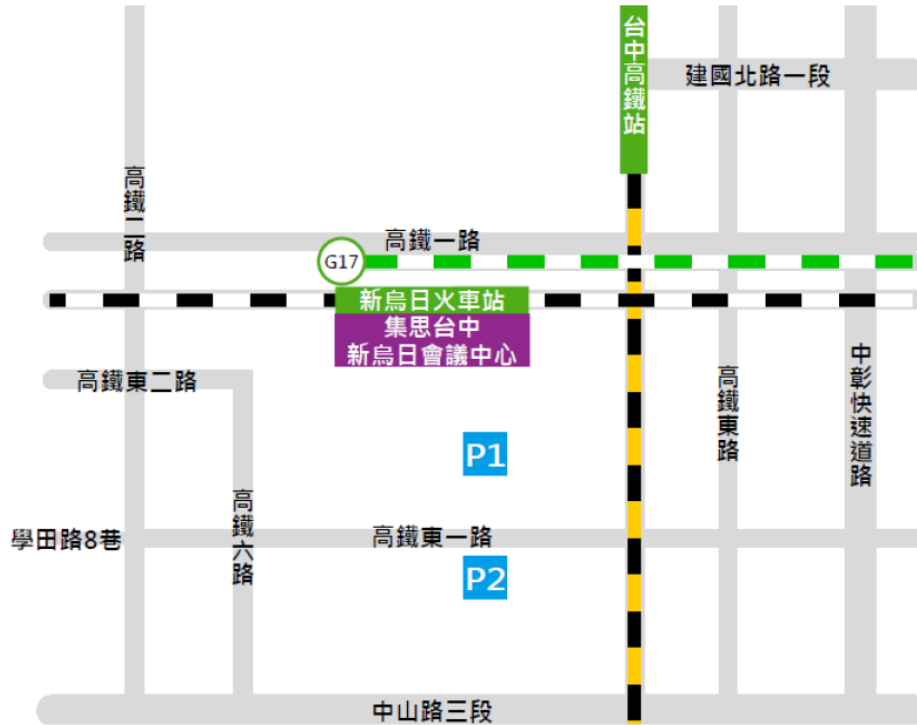 台中高鐵站
建國北路一段
高鐵二路
高鐵一路
G17
新烏日火車站
集思台中
新烏日會議中心
高鐵東二路
高鐵東路
中彰快速道路
P1
高鐵六路
學田路8巷
高鐵東一路
P2
中山路三段